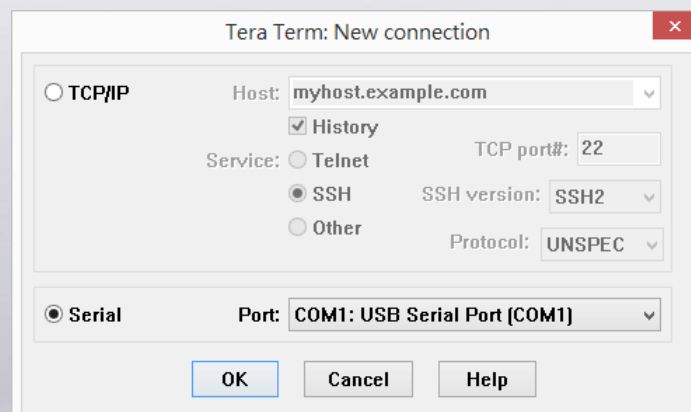 Tera Term: New connection
TCP/IP
Host: myhost.example.com
History
Service: Telnet
TCP port#: 22
SSH
SSH version: SSH2
Other
Protocol: UNSPEC
Serial
Port: COM1: USB Serial Port (COM1)
OK Cancel Help